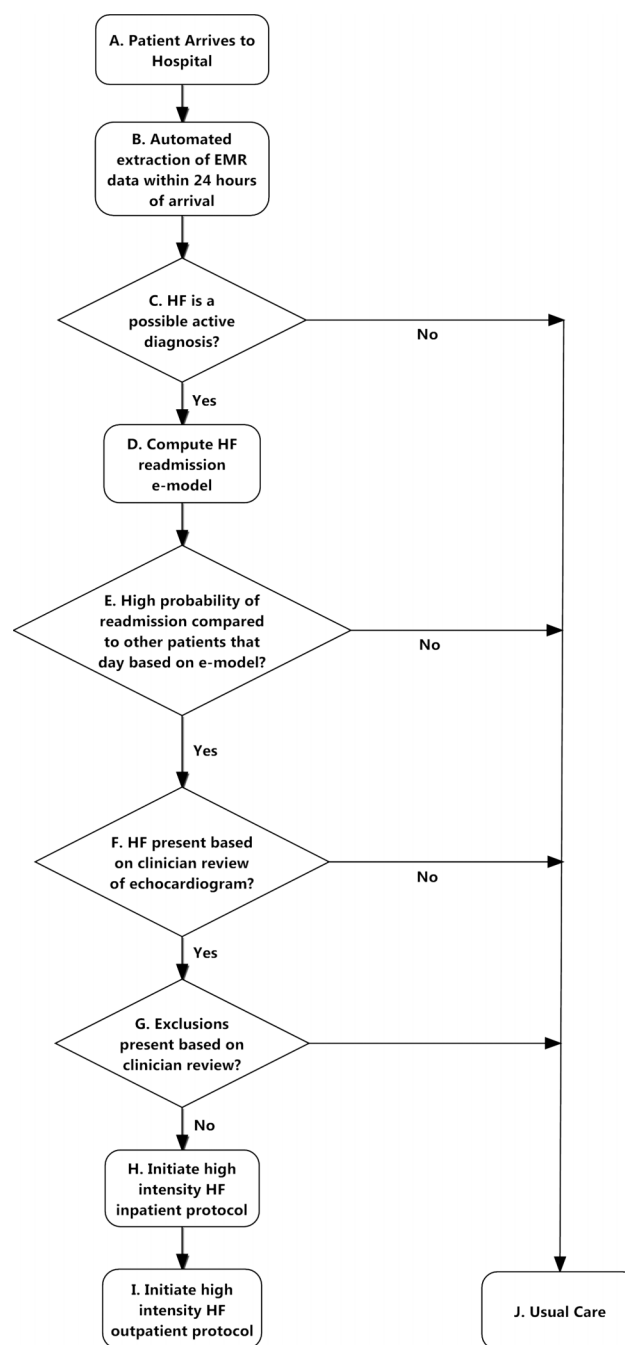 A. Patient Arrives to
Hospital
B. Automated
extraction of EMR
data within 24 hours
of arrival
C. HF is a
possible active
diagnosis?
No
Yes
D. Compute HF
readmission
e-model
E. High probability of
readmission compared
to other patients that
day based on e-model?
No
Yes
F. HF present based
on clinician review
of echocardiogram?
No
Yes
G. Exclusions
present based on
clinician review?
No
H. Initiate high
intensity HF
inpatient protocol
I. Initiate high
intensity HF
outpatient protocol
J. Usual Care